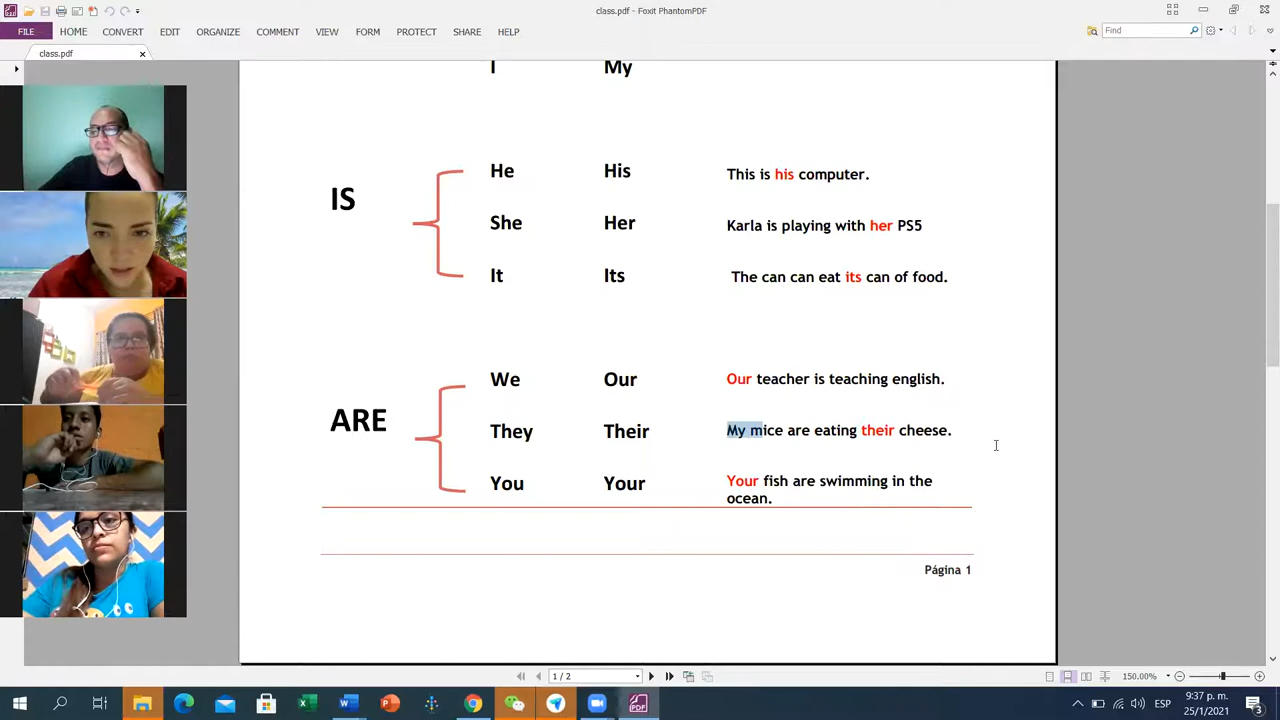 class.pdf - Foxit PhantomPDF
FILE HOME CONVERT EDIT ORGANIZE COMMENT VIEW FORM PROTECT SHARE HELP
Find
class.pdf
I My
IS
He His This is his computer.
She Her Karla is playing with her PS5
It Its The can can eat its can of food.
ARE
We Our Our teacher is teaching english.
They Their My mice are eating their cheese.
You Your Your fish are swimming in the
ocean.
Página 1
1 / 2
150.00%
ESP
9:37 p. m.
25/1/2021
3